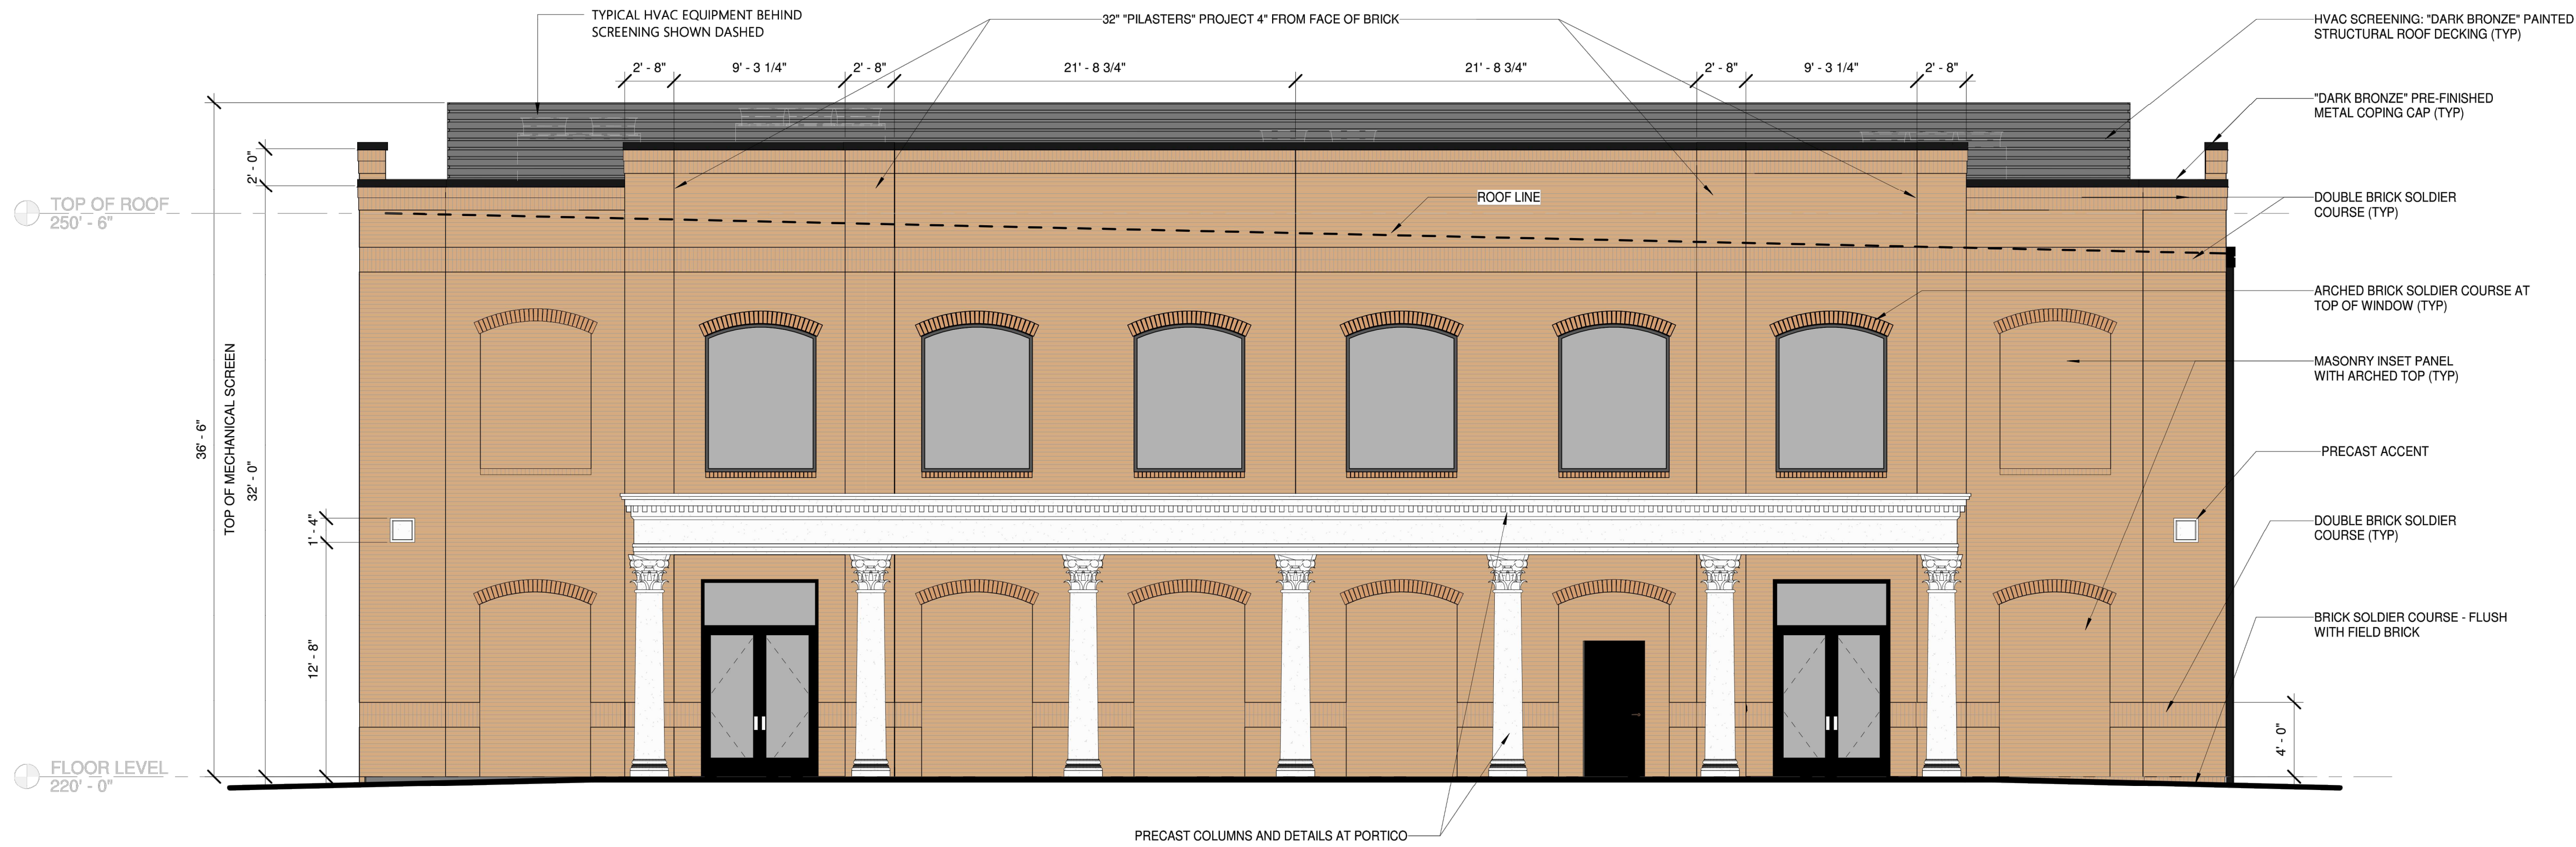 TYPICAL HVAC EQUIPMENT BEHIND
SCREENING SHOWN DASHED
32" "PILASTERS" PROJECT 4" FROM FACE OF BRICK
HVAC SCREENING: "DARK BRONZE" PAINTED
STRUCTURAL ROOF DECKING (TYP)
2' - 8"
9' - 3 1/4"
2' - 8"
21' - 8 3/4"
21' - 8 3/4"
2' - 8"
9' - 3 1/4"
2' - 8"
"DARK BRONZE" PRE-FINISHED
METAL COPING CAP (TYP)
2' - 0"
TOP OF ROOF
250' - 6"
ROOF LINE
DOUBLE BRICK SOLDIER
COURSE (TYP)
ARCHED BRICK SOLDIER COURSE AT
TOP OF WINDOW (TYP)
MASONRY INSET PANEL
WITH ARCHED TOP (TYP)
36' - 6"
TOP OF MECHANICAL SCREEN
32' - 0"
PRECAST ACCENT
1' - 4"
DOUBLE BRICK SOLDIER
COURSE (TYP)
12' - 8"
BRICK SOLDIER COURSE - FLUSH
WITH FIELD BRICK
4' - 0"
FLOOR LEVEL
220' - 0"
PRECAST COLUMNS AND DETAILS AT PORTICO